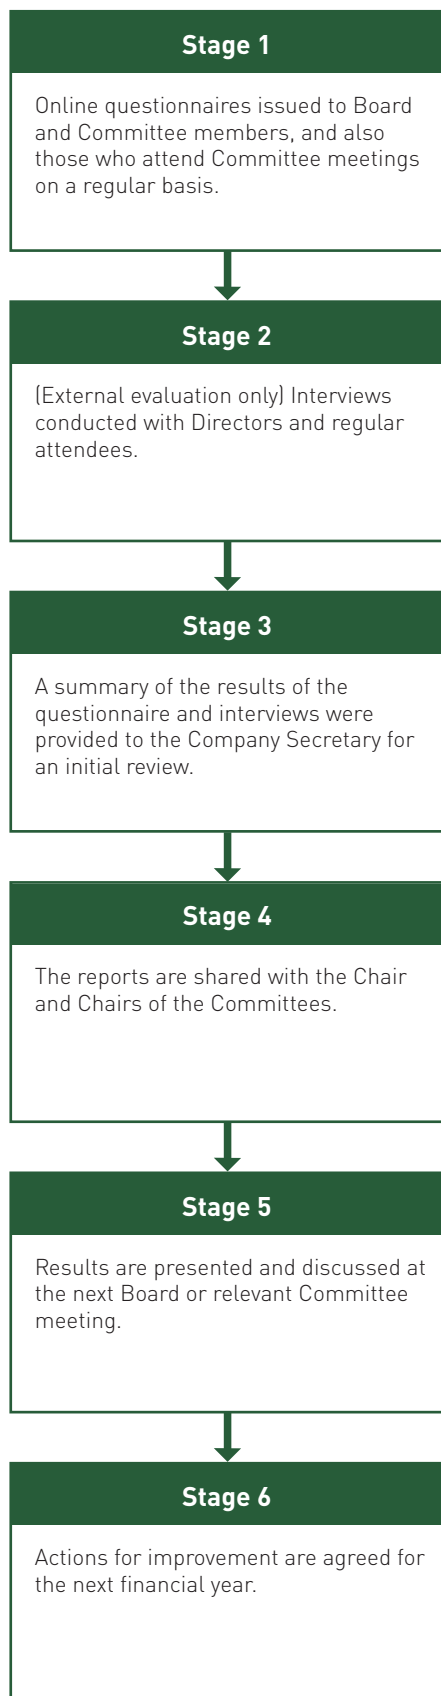 Stage 1
Online questionnaires issued to Board
and Committee members, and also
those who attend Committee meetings
on a regular basis.
Stage 2
(External evaluation only) Interviews
conducted with Directors and regular
attendees.
Stage 3
A summary of the results of the
questionnaire and interviews were
provided to the Company Secretary for
an initial review.
Stage 4
The reports are shared with the Chair
and Chairs of the Committees.
Stage 5
Results are presented and discussed at
the next Board or relevant Committee
meeting.
Stage 6
Actions for improvement are agreed for
the next financial year.